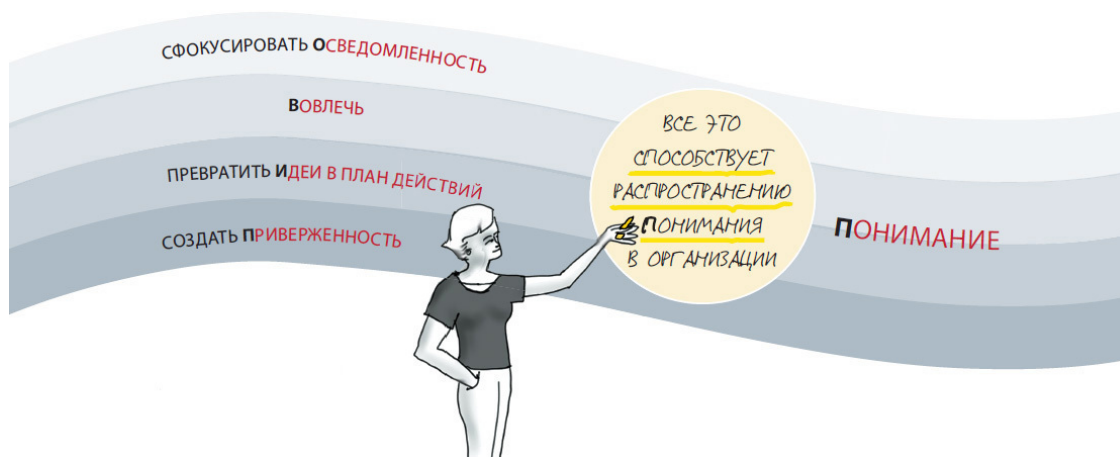 СФОКУСИРОВАТЬ ОСВЕДОМЛЕННОСТЬ
ВОВЛЕЧЬ
ПРЕВРАТИТЬ ИДЕИ В ПЛАН ДЕЙСТВИЙ
СОЗДАТЬ ПРИВЕРЖЕННОСТЬ
ВСЕ ЭТО
СПОСОБСТВУЕТ
РАСПРОСТРАНЕНИЮ
ПОНИМАНИЯ
В ОРГАНИЗАЦИИ
ПОНИМАНИЕ